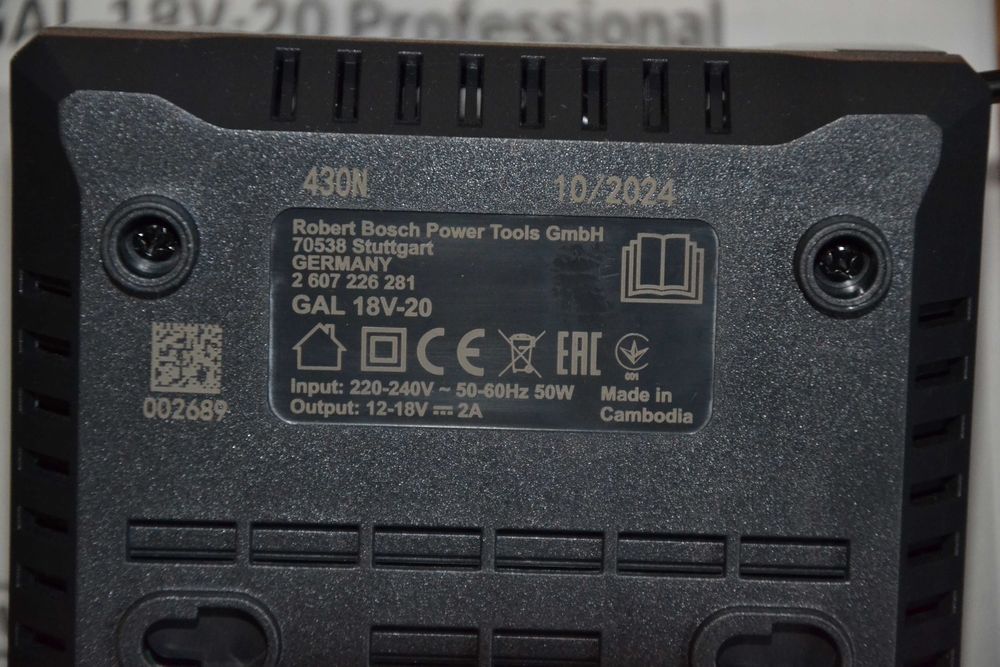 GAL 18V-20 Professional
430N 10/2024
Robert Bosch Power Tools GmbH
70538 Stuttgart
GERMANY
2 607 226 281
GAL 18V-20
CE EAC
001
Input: 220-240V ~ 50-60Hz 50W
Output: 12-18V ⎓ 2A
Made in
Cambodia
002689